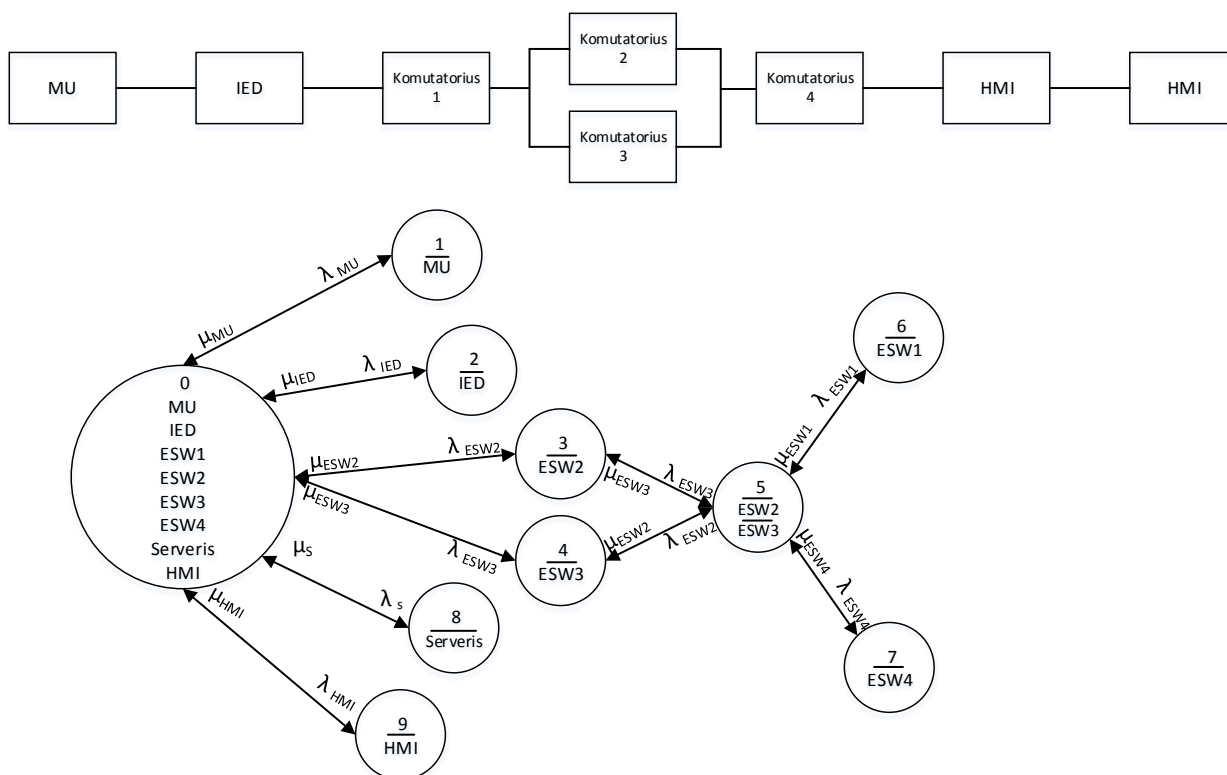 MU
IED
Komutatorius
1
Komutatorius
2
Komutatorius
3
Komutatorius
4
HMI
HMI
0
MU
IED
ESW1
ESW2
ESW3
ESW4
Serveris
HMI
μMU
λ MU
1
MU
μIED
λ IED
2
IED
μESW2
λ ESW2
3
ESW2
μESW3
λ ESW3
4
ESW3
μESW3
λ ESW3
μESW2
λ ESW2
5
ESW2
ESW3
μESW1
λ ESW1
6
ESW1
μESW4
λ ESW4
7
ESW4
μS
λ s
8
Serveris
μHMI
λ HMI
9
HMI